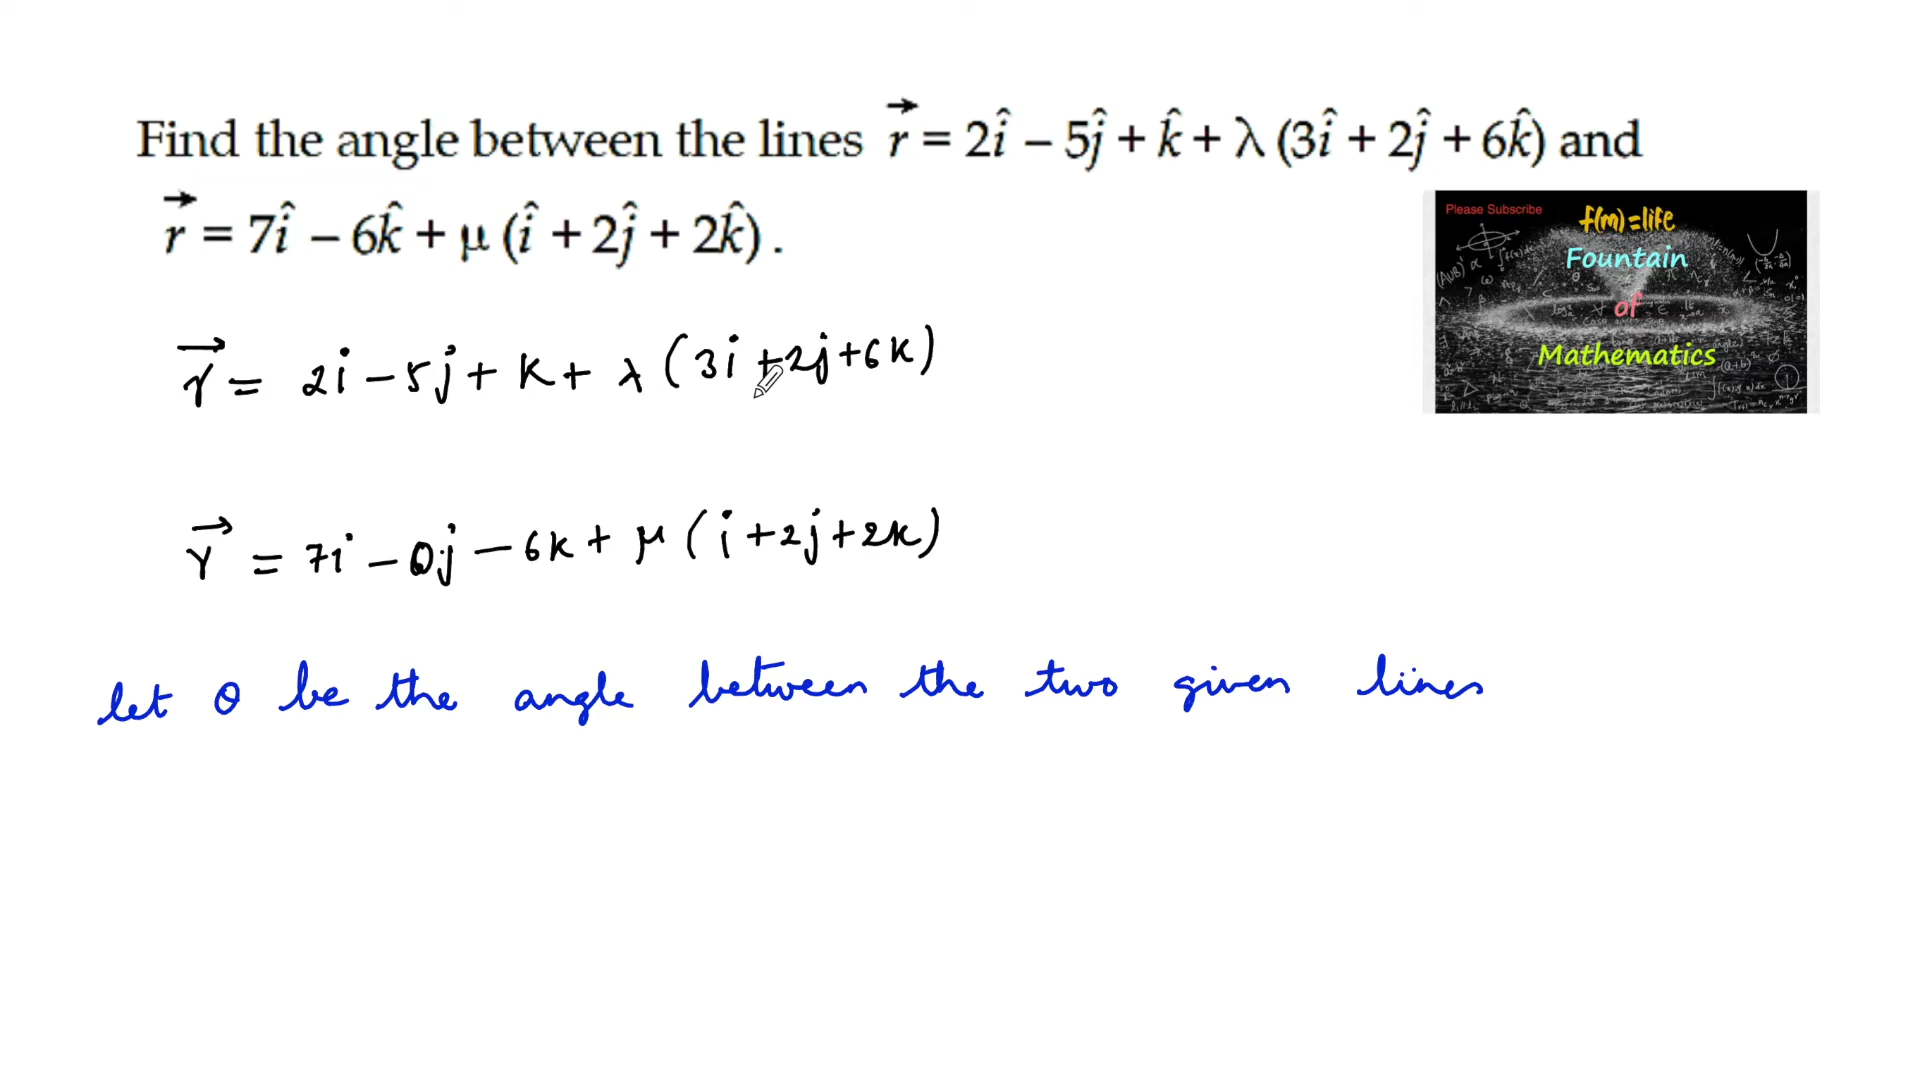 Find the angle between the lines r⃗ = 2î – 5ĵ + k̂ + λ (3î + 2ĵ + 6k̂) and
r⃗ = 7î – 6k̂ + μ (î + 2ĵ + 2k̂) .
Please Subscribe
f(m)=life
Fountain
of
Mathematics
r⃗ = 2i – 5j + k + λ (3i + 2j + 6k)
r⃗ = 7i – 0j – 6k + μ (i + 2j + 2k)
let θ be the angle between the two given lines